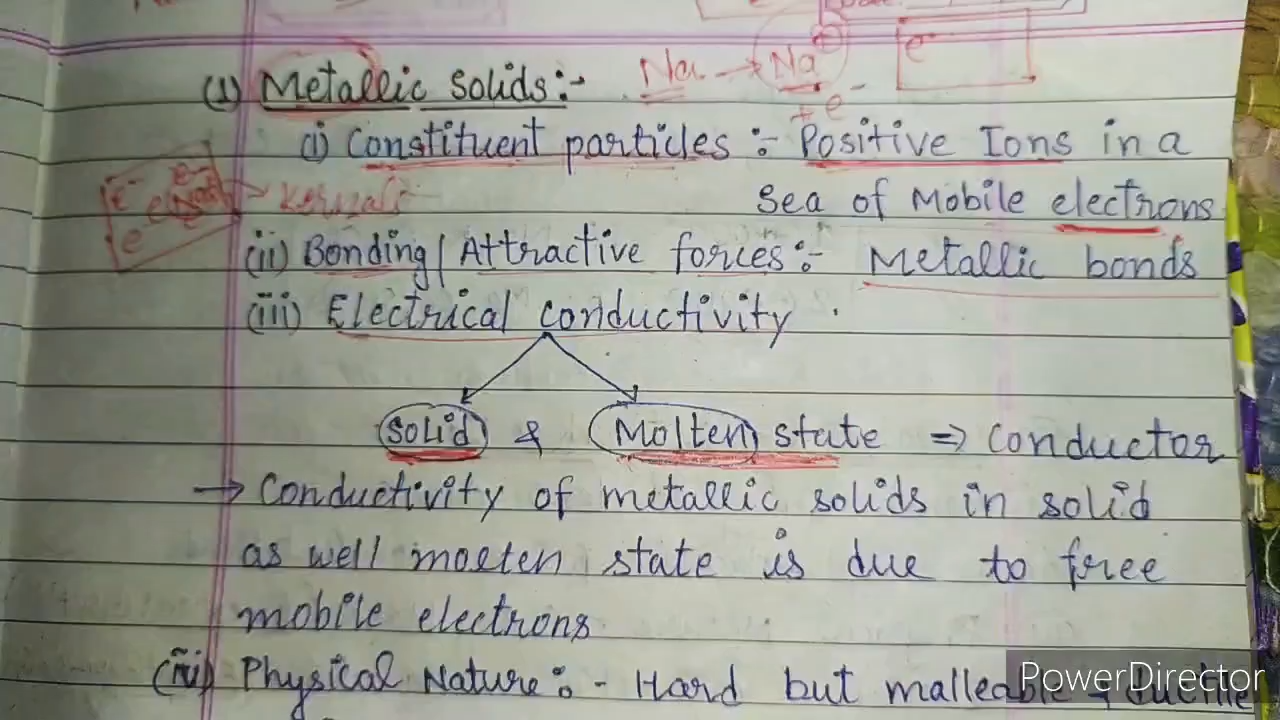 (1) Metallic solids :- Na → Na⊕
+ e⁻
e⁻
(i) Constituent particles :- Positive Ions in a
Sea of Mobile electrons
e⁻ e⁻
e⁻
(ii) Bonding / Attractive forces :- Metallic bonds
(iii) Electrical conductivity
Solid & Molten state ⇒ conductor
→ Conductivity of metallic solids in solid
as well molten state is due to free
mobile electrons
(iv) Physical Nature :- Hard but malleable + ductile
PowerDirector